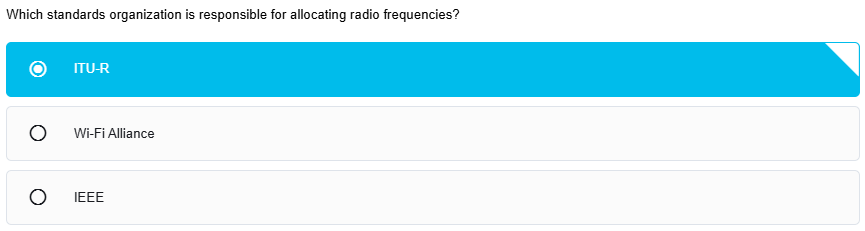 Which standards organization is responsible for allocating radio frequencies?
ITU-R
Wi-Fi Alliance
IEEE